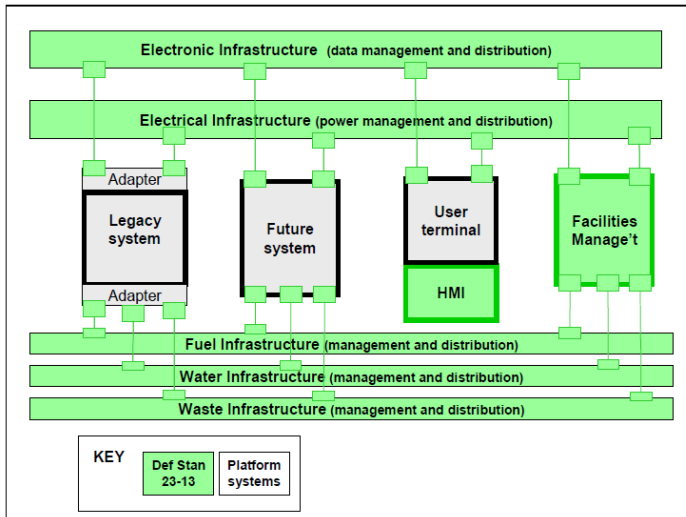 Electronic Infrastructure (data management and distribution)
Electrical Infrastructure (power management and distribution)
Adapter
Legacy
system
Adapter
Future
system
User
terminal
HMI
Facilities
Manage't
Fuel Infrastructure (management and distribution)
Water Infrastructure (management and distribution)
Waste Infrastructure (management and distribution)
KEY
Def Stan
23-13
Platform
systems